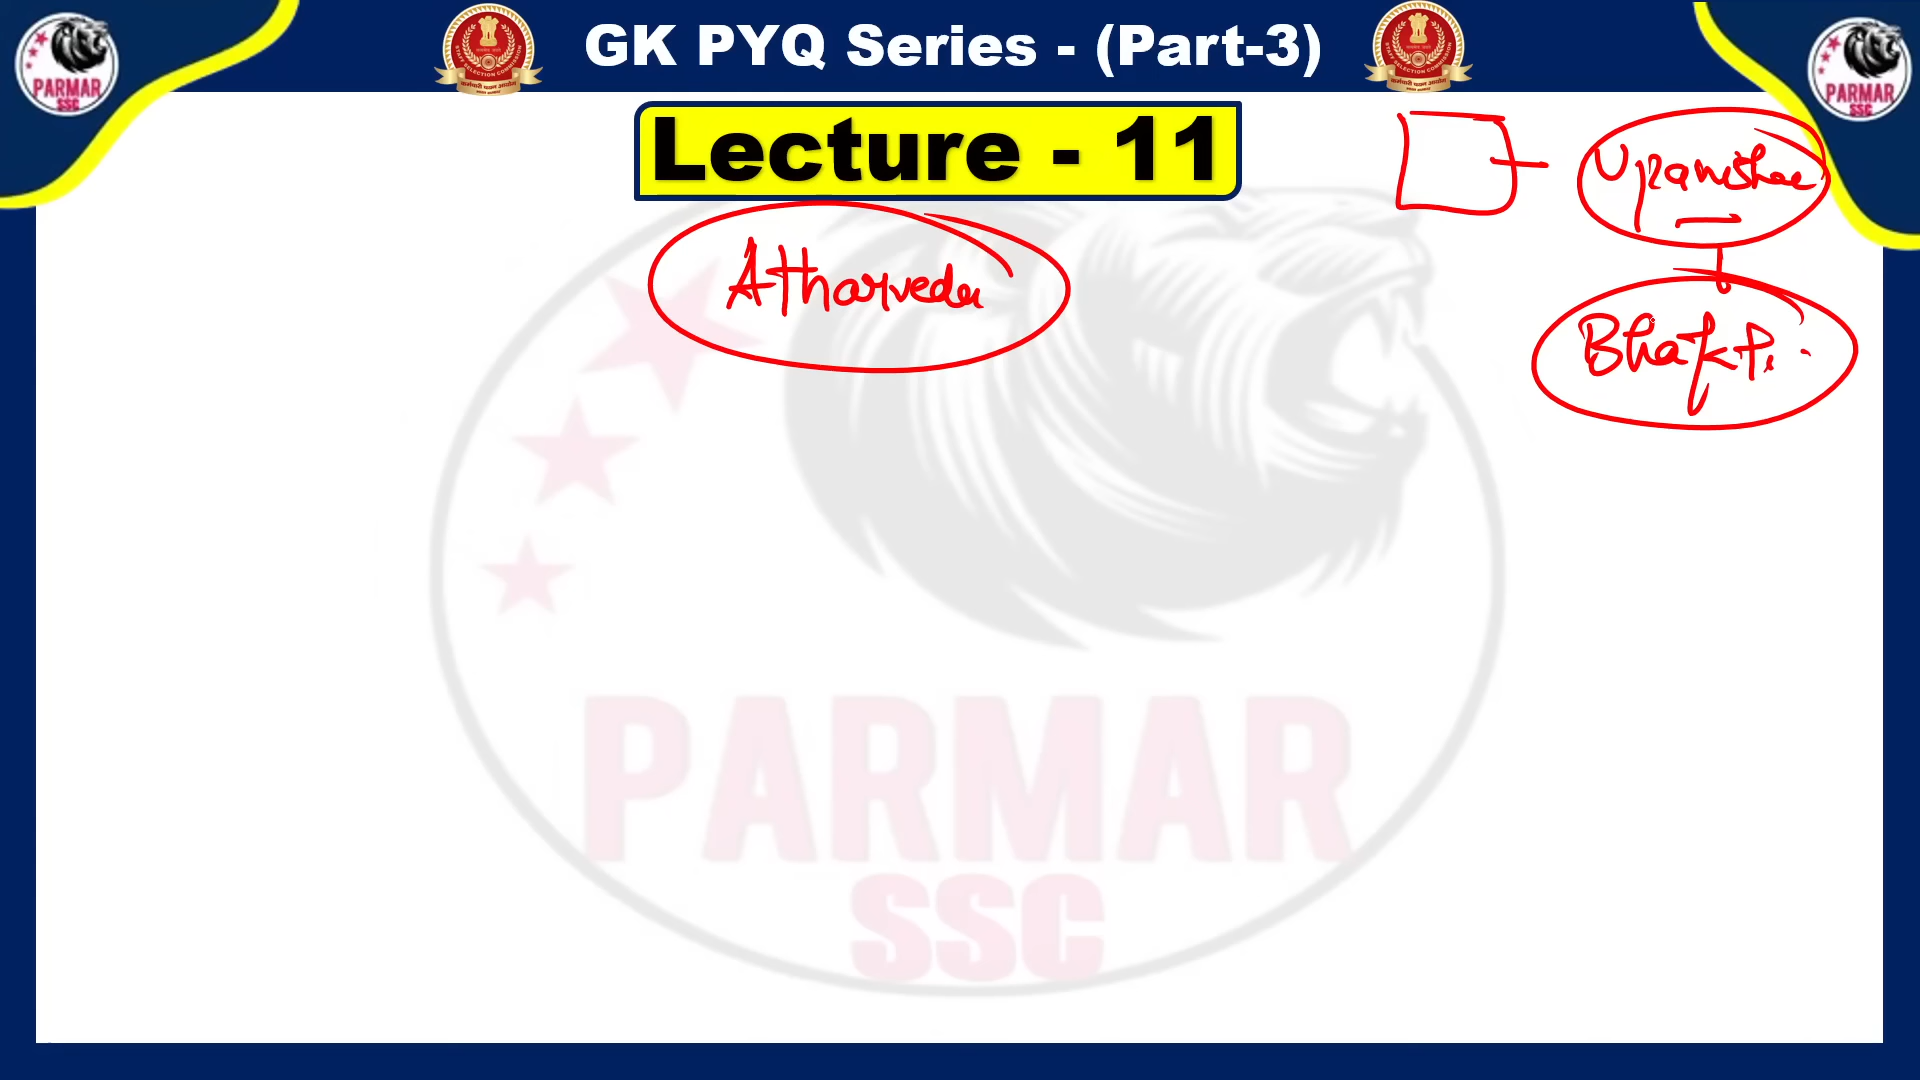 GK PYQ Series - (Part-3)
PARMAR
SSC
PARMAR
SSC
Lecture - 11
Upanishad
Atharveda
Bhakti
PARMAR
SSC